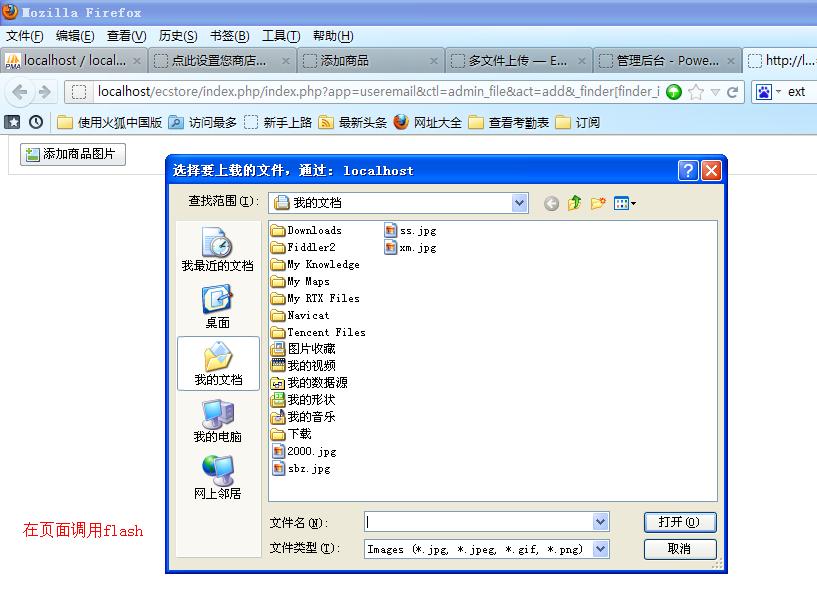 Mozilla Firefox
文件(F) 编辑(E) 查看(V) 历史(S) 书签(B) 工具(T) 帮助(H)
localhost / local... × 点此设置您商店... × 添加商品 × 多文件上传 — E... × 管理后台 - Powe... × http://l...
localhost/ecstore/index.php/index.php?app=useremail&ctl=admin_file&act=add&_finder[finder_i ext
使用火狐中国版 访问最多 新手上路 最新头条 网址大全 查看考勤表 订阅
添加商品图片
选择要上载的文件，通过: localhost
查找范围(I): 我的文档
我最近的文档
桌面
我的文档
我的电脑
网上邻居
Downloads
Fiddler2
My Knowledge
My Maps
My RTX Files
Navicat
Tencent Files
图片收藏
我的视频
我的数据源
我的形状
我的音乐
下载
2000.jpg
sbz.jpg
ss.jpg
xm.jpg
文件名(N): 打开(O)
文件类型(T): Images (*.jpg, *.jpeg, *.gif, *.png) 取消
在页面调用flash